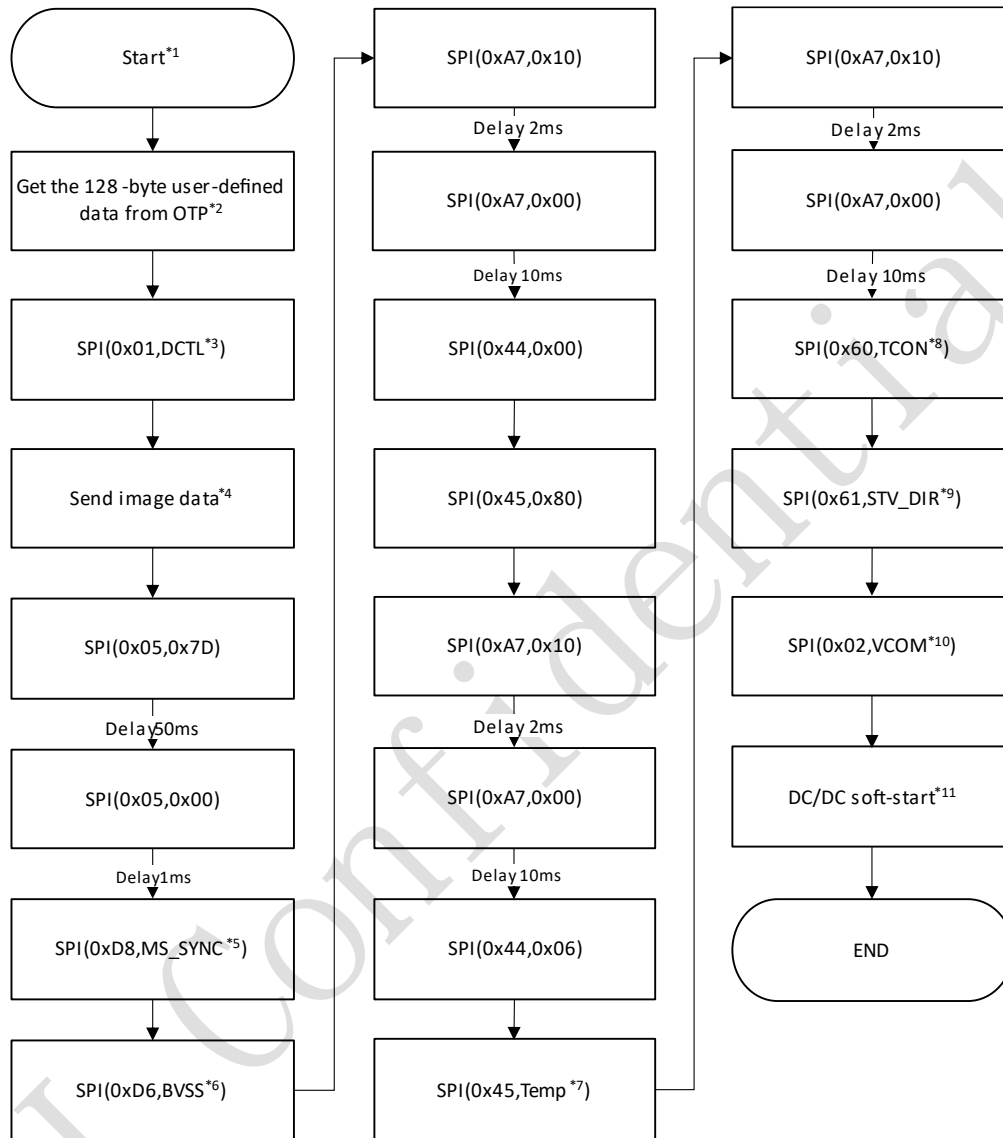 Start*1
Get the 128 -byte user-defined
data from OTP*2
SPI(0x01,DCTL*3)
Send image data*4
SPI(0x05,0x7D)
Delay50ms
SPI(0x05,0x00)
Delay1ms
SPI(0xD8,MS_SYNC*5)
SPI(0xD6,BVSS*6)
SPI(0xA7,0x10)
Delay 2ms
SPI(0xA7,0x00)
Delay 10ms
SPI(0x44,0x00)
SPI(0x45,0x80)
SPI(0xA7,0x10)
Delay 2ms
SPI(0xA7,0x00)
Delay 10ms
SPI(0x44,0x06)
SPI(0x45,Temp*7)
SPI(0xA7,0x10)
Delay 2ms
SPI(0xA7,0x00)
Delay 10ms
SPI(0x60,TCON*8)
SPI(0x61,STV_DIR*9)
SPI(0x02,VCOM*10)
DC/DC soft-start*11
END
Confidential